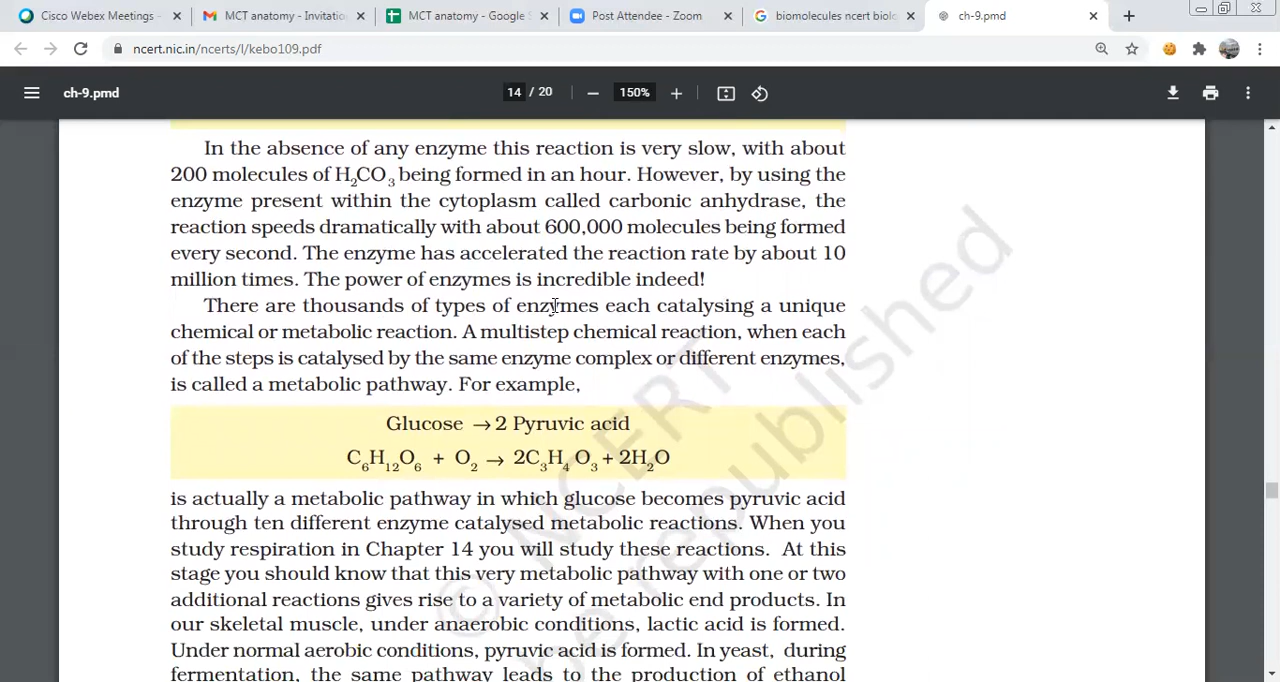 Cisco Webex Meetings -
MCT anatomy - Invitatio
MCT anatomy - Google
Post Attendee - Zoom
biomolecules ncert biol
ch-9.pmd
ncert.nic.in/ncerts/l/kebo109.pdf
ch-9.pmd
14 / 20
150%
In the absence of any enzyme this reaction is very slow, with about
200 molecules of H₂CO₃ being formed in an hour. However, by using the
enzyme present within the cytoplasm called carbonic anhydrase, the
reaction speeds dramatically with about 600,000 molecules being formed
every second. The enzyme has accelerated the reaction rate by about 10
million times. The power of enzymes is incredible indeed!
There are thousands of types of enzymes each catalysing a unique
chemical or metabolic reaction. A multistep chemical reaction, when each
of the steps is catalysed by the same enzyme complex or different enzymes,
is called a metabolic pathway. For example,
Glucose → 2 Pyruvic acid
C₆H₁₂O₆ + O₂ → 2C₃H₄O₃ + 2H₂O
is actually a metabolic pathway in which glucose becomes pyruvic acid
through ten different enzyme catalysed metabolic reactions. When you
study respiration in Chapter 14 you will study these reactions. At this
stage you should know that this very metabolic pathway with one or two
additional reactions gives rise to a variety of metabolic end products. In
our skeletal muscle, under anaerobic conditions, lactic acid is formed.
Under normal aerobic conditions, pyruvic acid is formed. In yeast, during
fermentation, the same pathway leads to the production of ethanol
© NCERT
be republished